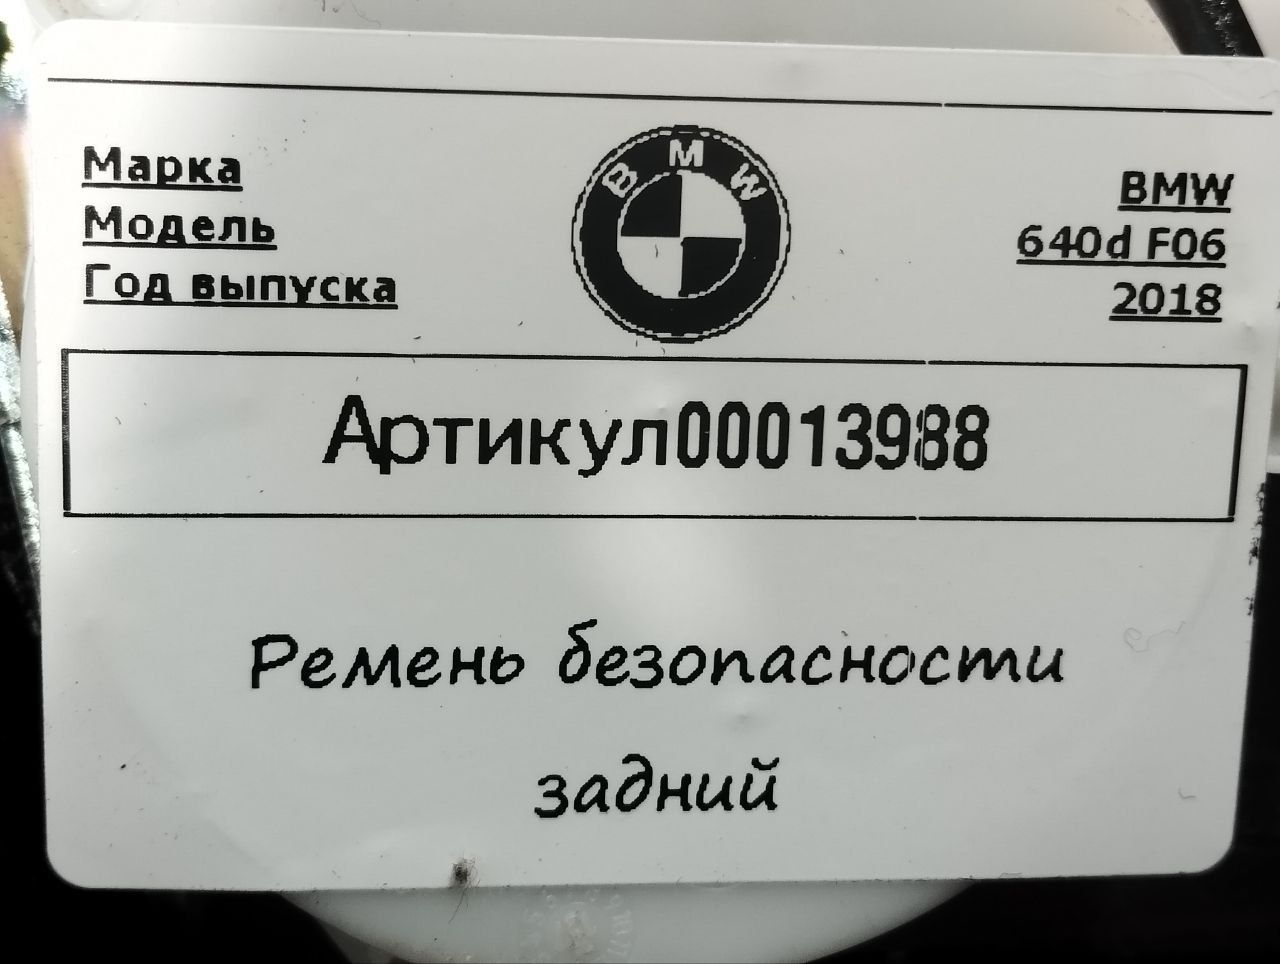 Марка
Модель
Год выпуска
BMW
BMW
640d F06
2018
Артикул00013988
Ремень безопасности
задний